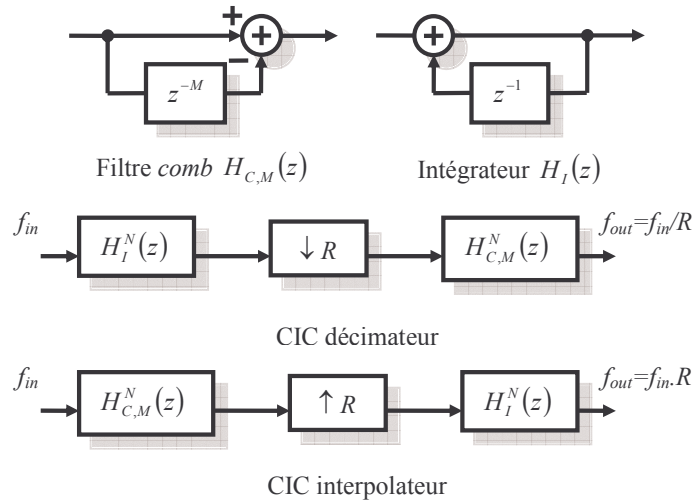 + +
−
z⁻ᴹ z⁻¹
Filtre comb H_{C,M}(z) Intégrateur H_I(z)
f_in H_I^N(z) ↓ R H_{C,M}^N(z) f_out=f_in/R
CIC décimateur
f_in H_{C,M}^N(z) ↑ R H_I^N(z) f_out=f_in.R
CIC interpolateur